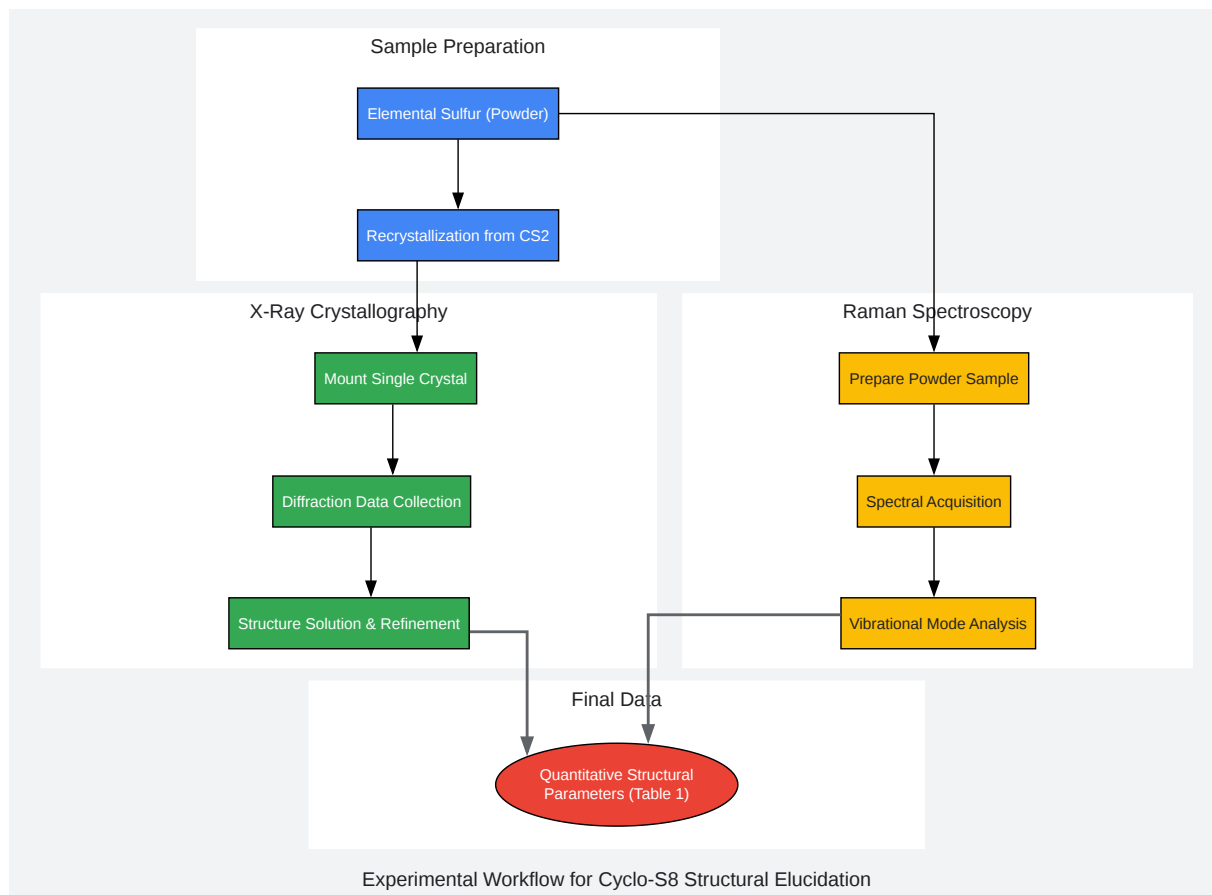 Sample Preparation
Elemental Sulfur (Powder)
Recrystallization from CS2
X-Ray Crystallography
Mount Single Crystal
Diffraction Data Collection
Structure Solution & Refinement
Raman Spectroscopy
Prepare Powder Sample
Spectral Acquisition
Vibrational Mode Analysis
Final Data
Quantitative Structural
Parameters (Table 1)
Experimental Workflow for Cyclo-S8 Structural Elucidation